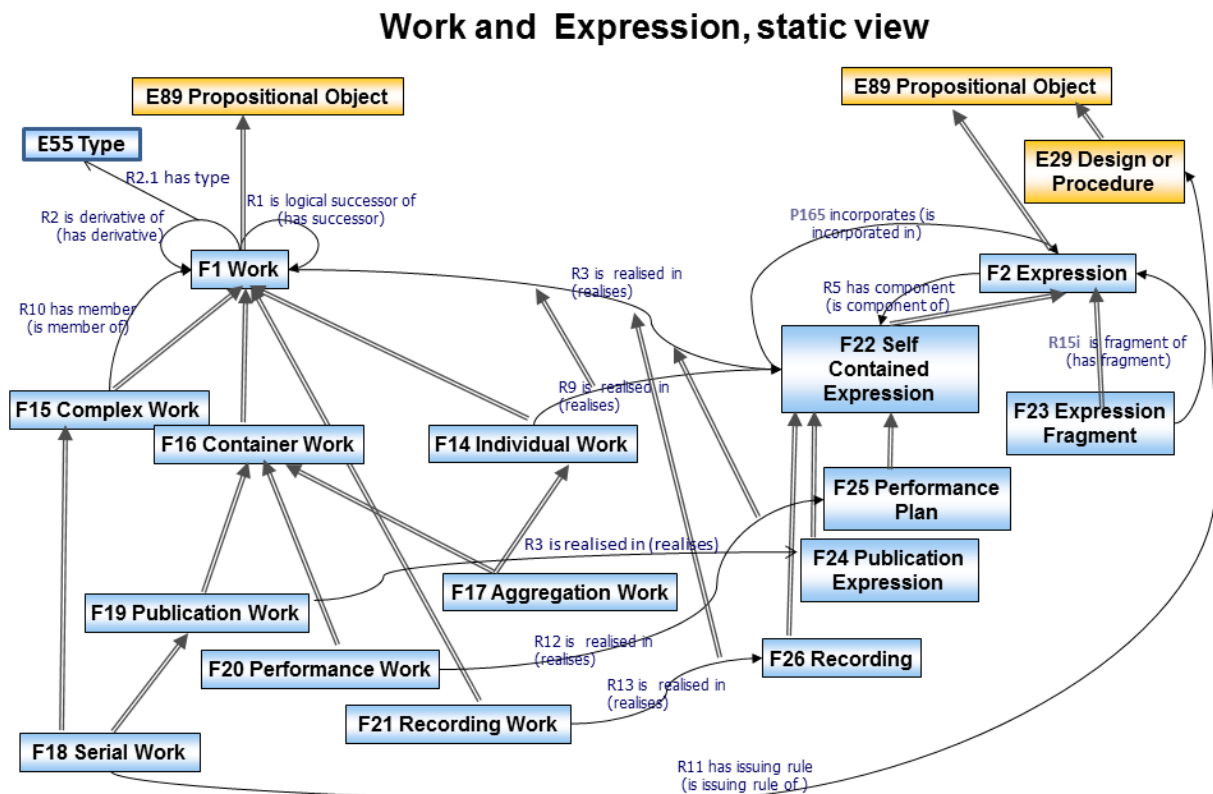 Work and  Expression, static view
E89 Propositional Object
E89 Propositional Object
E55 Type
E29 Design or
Procedure
R2.1 has type
R2 is derivative of
(has derivative)
R1 is logical successor of
(has successor)
P165 incorporates (is
incorporated in)
F1 Work
R3 is  realised in
(realises)
F2 Expression
R5 has component
(is component of)
R10 has member
(is member of)
F22 Self
Contained
Expression
R15i  is fragment of
(has fragment)
R9 is  realised in
(realises)
F15 Complex Work
F16 Container Work
F14 Individual Work
F23 Expression
Fragment
F25 Performance
Plan
R3 is realised in (realises)
F24 Publication
Expression
F19 Publication Work
F17 Aggregation Work
R12 is  realised in
(realises)
F20 Performance Work
F26 Recording
R13 is  realised in
(realises)
F21 Recording Work
F18 Serial Work
R11 has issuing rule
(is issuing rule of )